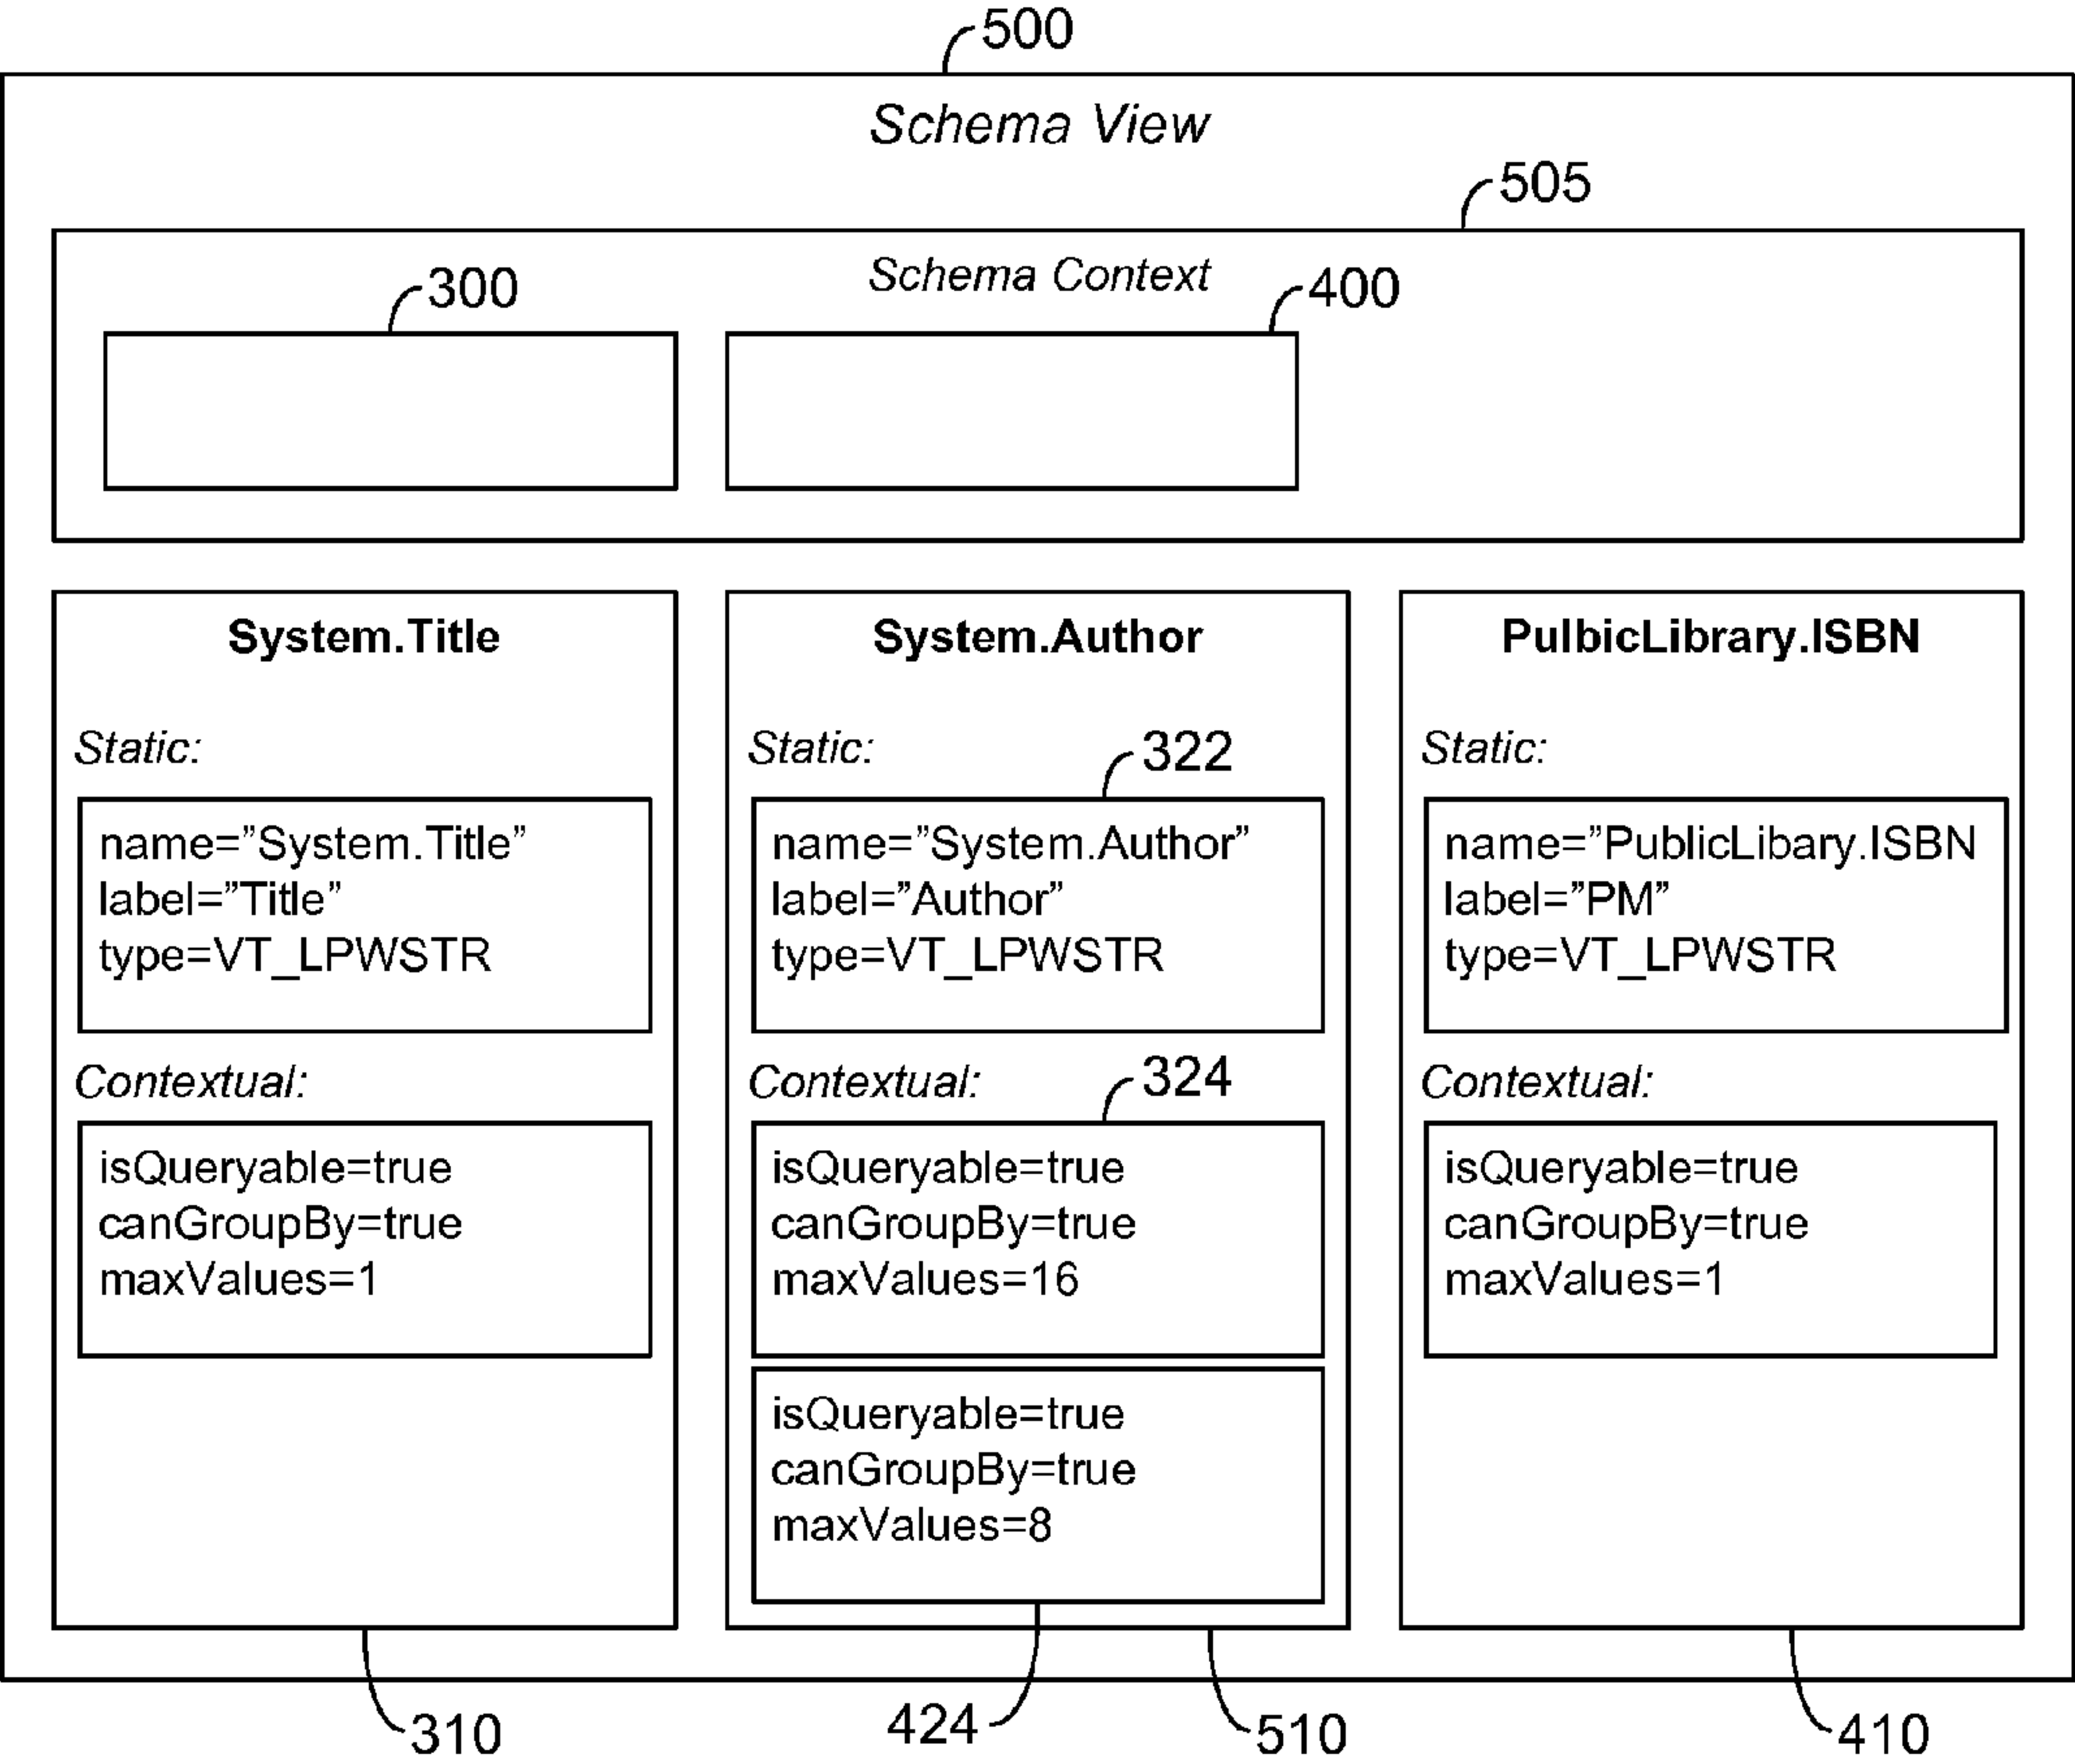 500
Schema View
505
Schema Context
300
400
System.Title
Static:
name=”System.Title”
label=”Title”
type=VT_LPWSTR
Contextual:
isQueryable=true
canGroupBy=true
maxValues=1
310
System.Author
Static:
322
name=”System.Author”
label=”Author”
type=VT_LPWSTR
Contextual:
324
isQueryable=true
canGroupBy=true
maxValues=16
isQueryable=true
canGroupBy=true
maxValues=8
424
510
PulbicLibrary.ISBN
Static:
name=”PublicLibary.ISBN
label=”PM”
type=VT_LPWSTR
Contextual:
isQueryable=true
canGroupBy=true
maxValues=1
410